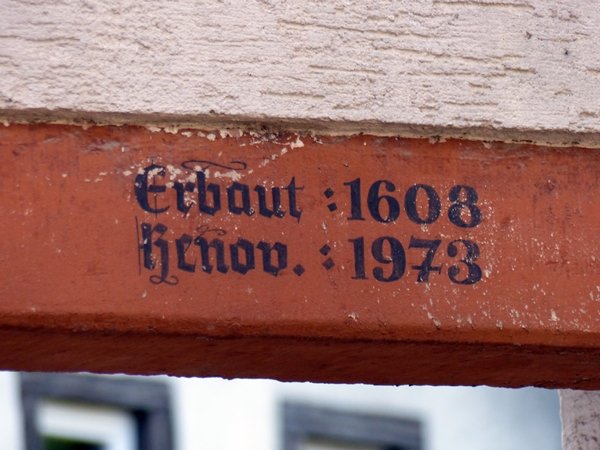 Erbaut : 1608
Renov. : 1973